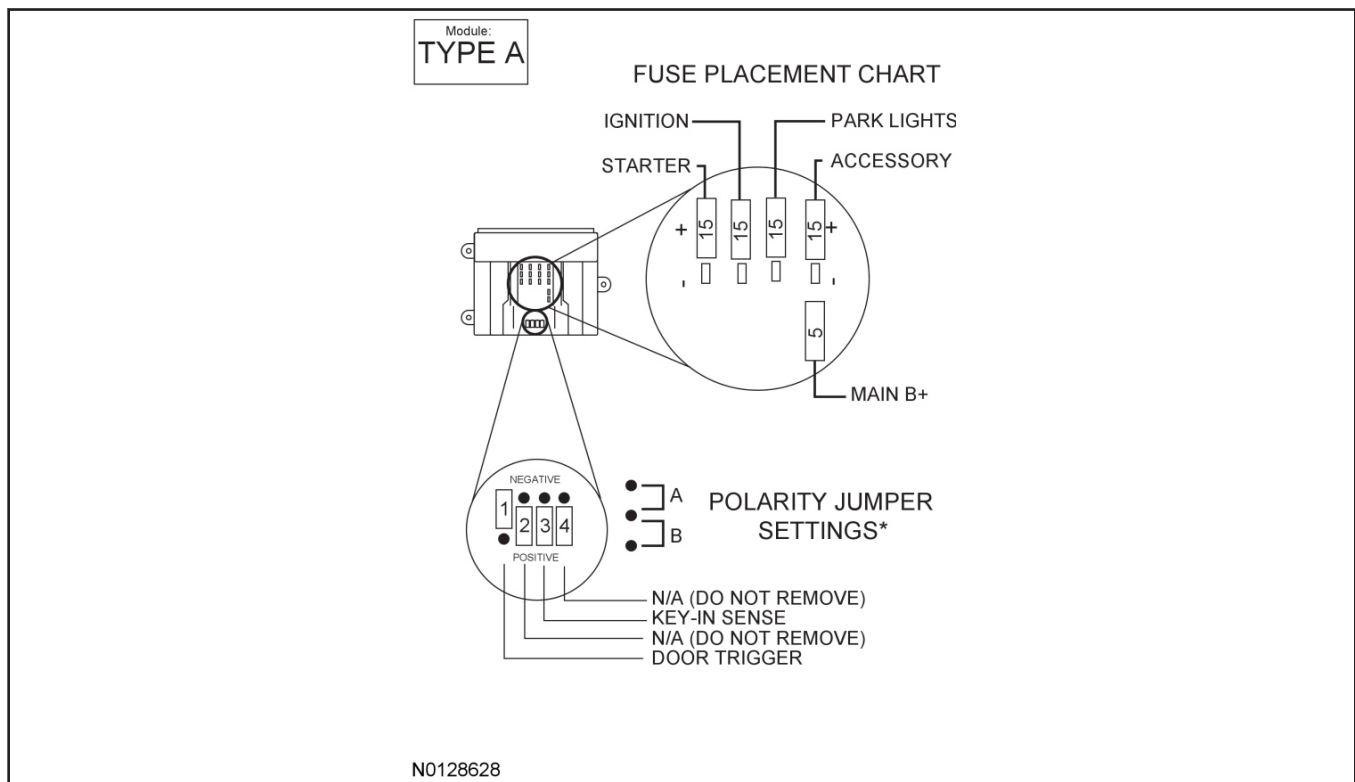 Module:
TYPE A
FUSE PLACEMENT CHART
IGNITION
PARK LIGHTS
STARTER
ACCESSORY
+ 15 15 15 15 +
- -
5
MAIN B+
NEGATIVE
1
2 3 4
POSITIVE
A
B
POLARITY JUMPER
SETTINGS*
N/A (DO NOT REMOVE)
KEY-IN SENSE
N/A (DO NOT REMOVE)
DOOR TRIGGER
N0128628